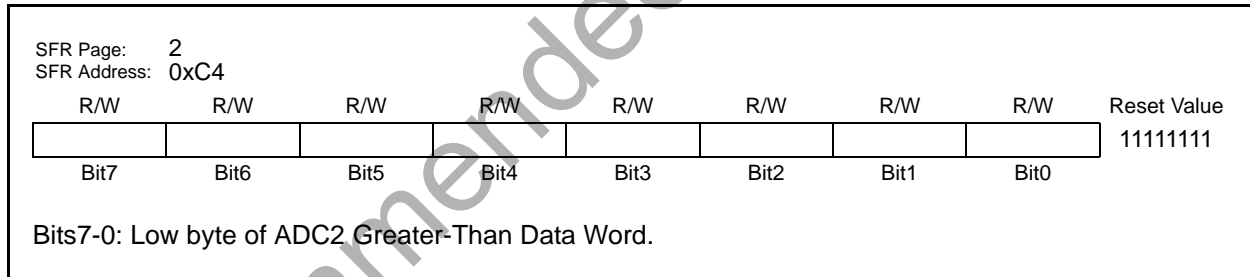 SFR Page: 2
SFR Address: 0xC4
R/W R/W R/W R/W R/W R/W R/W R/W Reset Value
11111111
Bit7 Bit6 Bit5 Bit4 Bit3 Bit2 Bit1 Bit0
Bits7-0: Low byte of ADC2 Greater-Than Data Word.